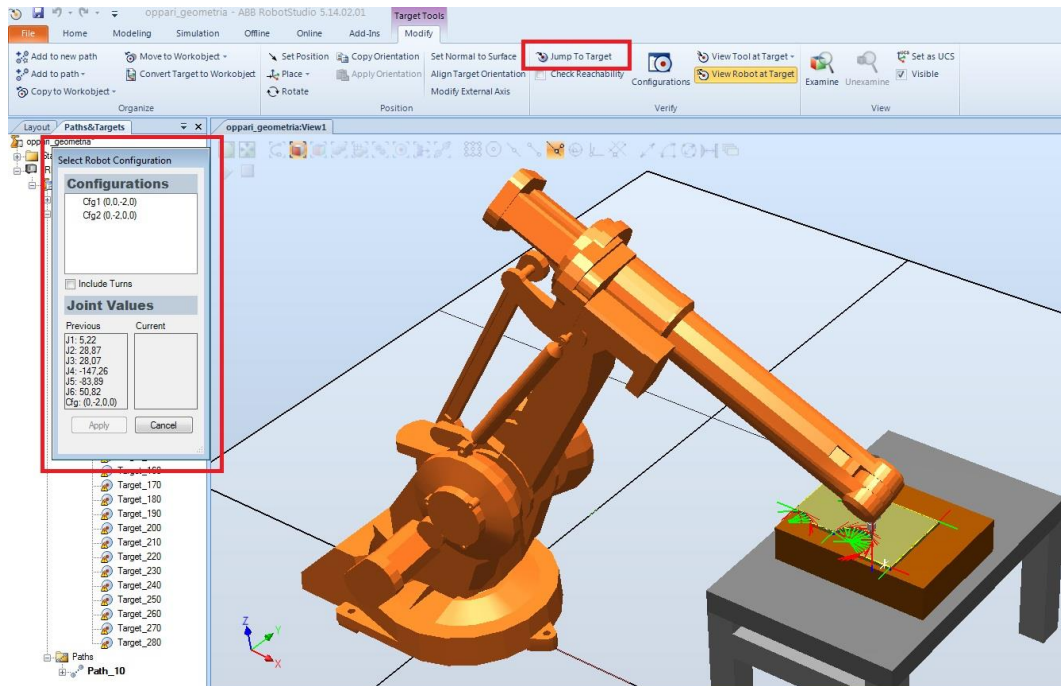 oppari_geometria - ABB RobotStudio 5.14.02.01
Target Tools
File Home Modeling Simulation Offline Online Add-Ins Modify
Add to new path
Add to path
Copy to Workobject
Move to Workobject
Convert Target to Workobject
Organize
Set Position
Place
Rotate
Copy Orientation
Apply Orientation
Set Normal to Surface
Align Target Orientation
Modify External Axis
Position
Jump To Target
Check Reachability
Configurations
View Tool at Target
View Robot at Target
Verify
Examine
Unexamine
Set as UCS
Visible
View
Layout Paths&Targets
oppari_geometria:View1
oppari_geometria*
Select Robot Configuration
Configurations
Cfg1 (0,0,-2,0)
Cfg2 (0,-2,0,0)
Include Turns
Joint Values
Previous Current
J1: 5,22
J2: 28,87
J3: 28,07
J4: -147,26
J5: -83,89
J6: 50,82
Cfg: (0,-2,0,0)
Apply Cancel
Target_160
Target_170
Target_180
Target_190
Target_200
Target_210
Target_220
Target_230
Target_240
Target_250
Target_260
Target_270
Target_280
Paths
Path_10
Z
Y
X